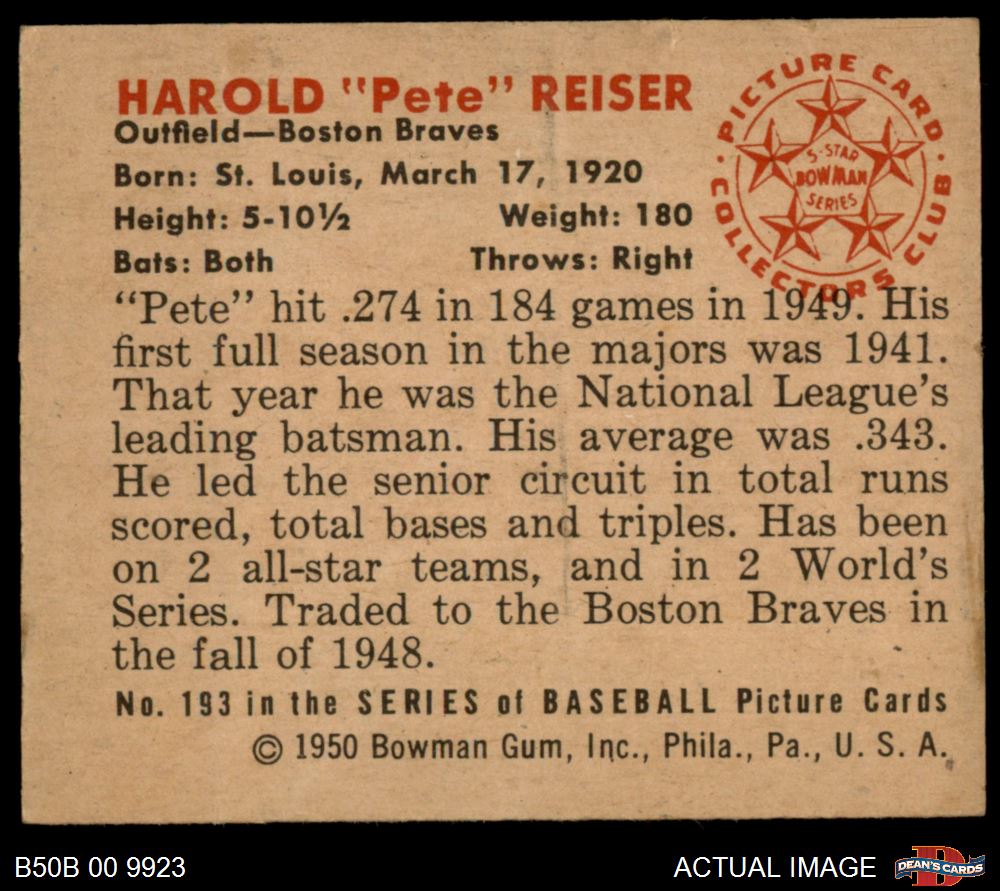 HAROLD "Pete" REISER
Outfield—Boston Braves
Born: St. Louis, March 17, 1920
Height: 5-10½ Weight: 180
Bats: Both Throws: Right
PICTURE CARD
COLLECTORS CLUB
5-STAR
BOWMAN
SERIES
"Pete" hit .274 in 184 games in 1949. His
first full season in the majors was 1941.
That year he was the National League's
leading batsman. His average was .343.
He led the senior circuit in total runs
scored, total bases and triples. Has been
on 2 all-star teams, and in 2 World's
Series. Traded to the Boston Braves in
the fall of 1948.
No. 193 in the SERIES of BASEBALL Picture Cards
© 1950 Bowman Gum, Inc., Phila., Pa., U. S. A.
B50B 00 9923
ACTUAL IMAGE
DEAN'S CARDS